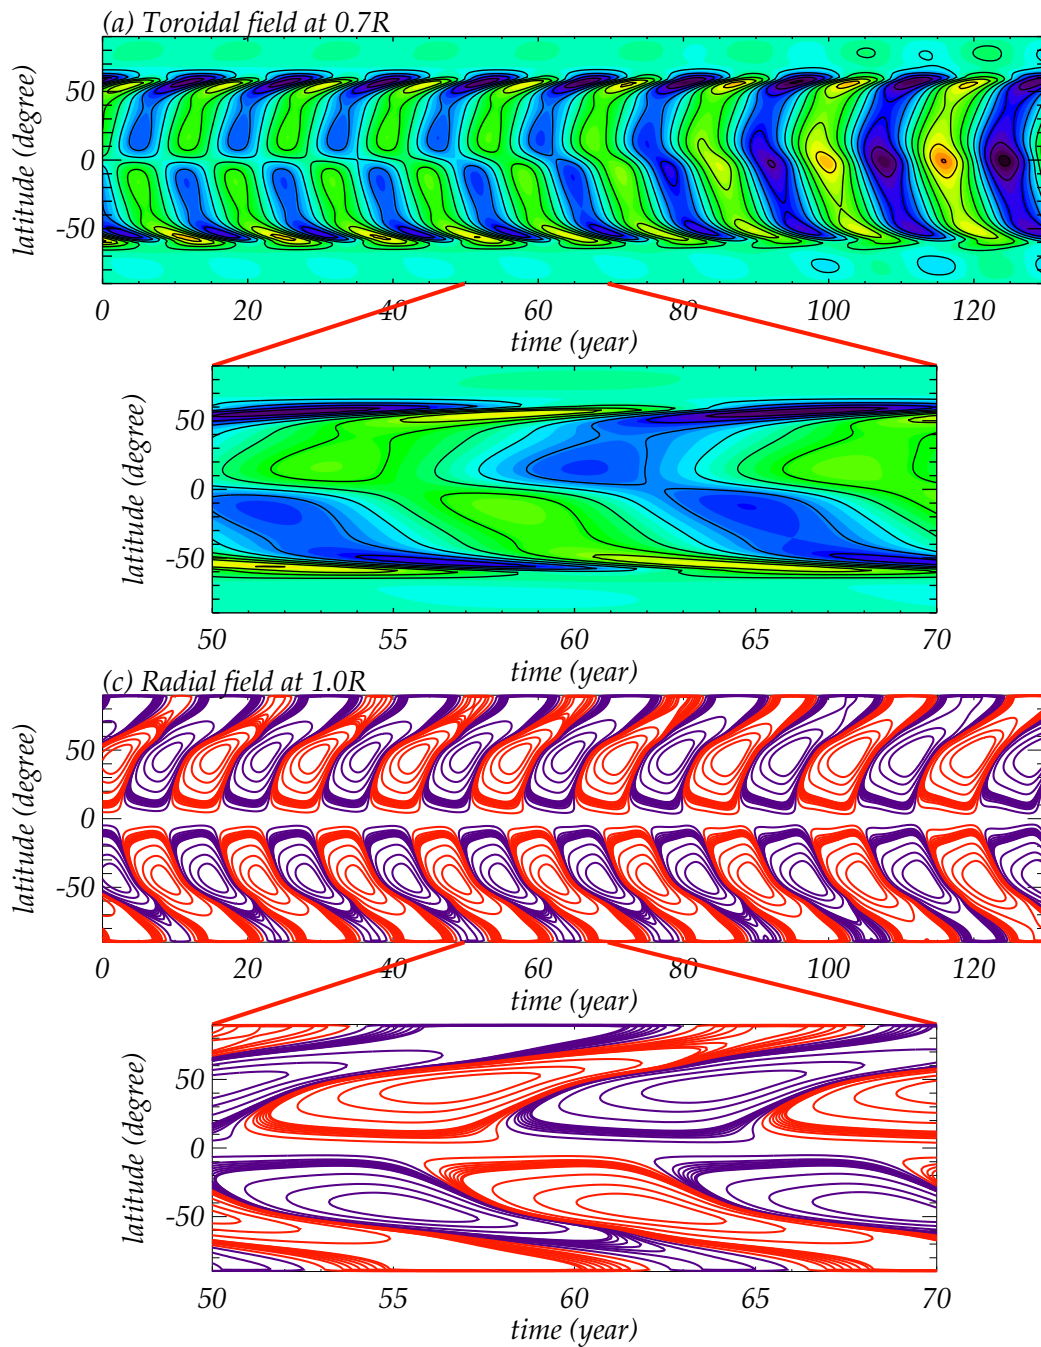 (a) Toroidal field at 0.7R
latitude (degree)
50
0
-50
0 20 40 60 80 100 120
time (year)
latitude (degree)
50
0
-50
50 55 60 65 70
time (year)
(c) Radial field at 1.0R
latitude (degree)
50
0
-50
0 20 40 60 80 100 120
time (year)
latitude (degree)
50
0
-50
50 55 60 65 70
time (year)